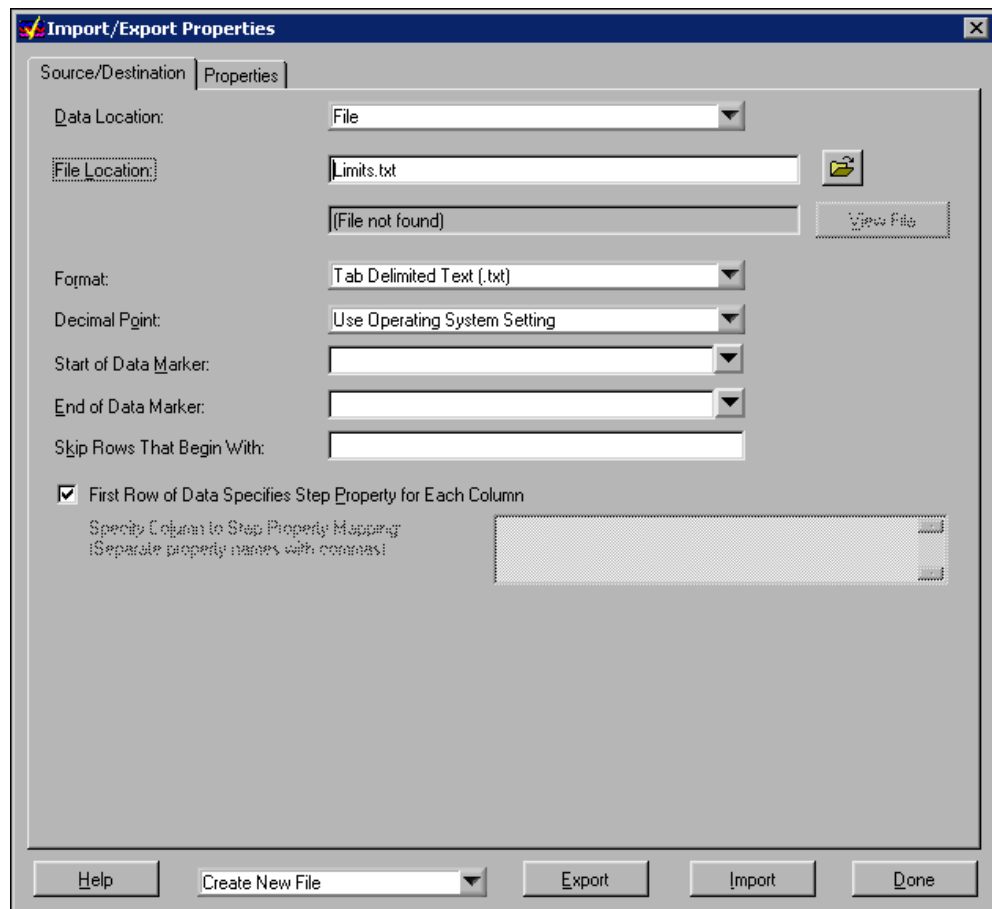 Import/Export Properties
Source/Destination
Properties
Data Location:
File
File Location:
Limits.txt
(File not found)
View File
Format:
Tab Delimited Text (.txt)
Decimal Point:
Use Operating System Setting
Start of Data Marker:
End of Data Marker:
Skip Rows That Begin With:
First Row of Data Specifies Step Property for Each Column
Specify Column to Step Property Mapping
(Separate property names with commas)
Help
Create New File
Export
Import
Done